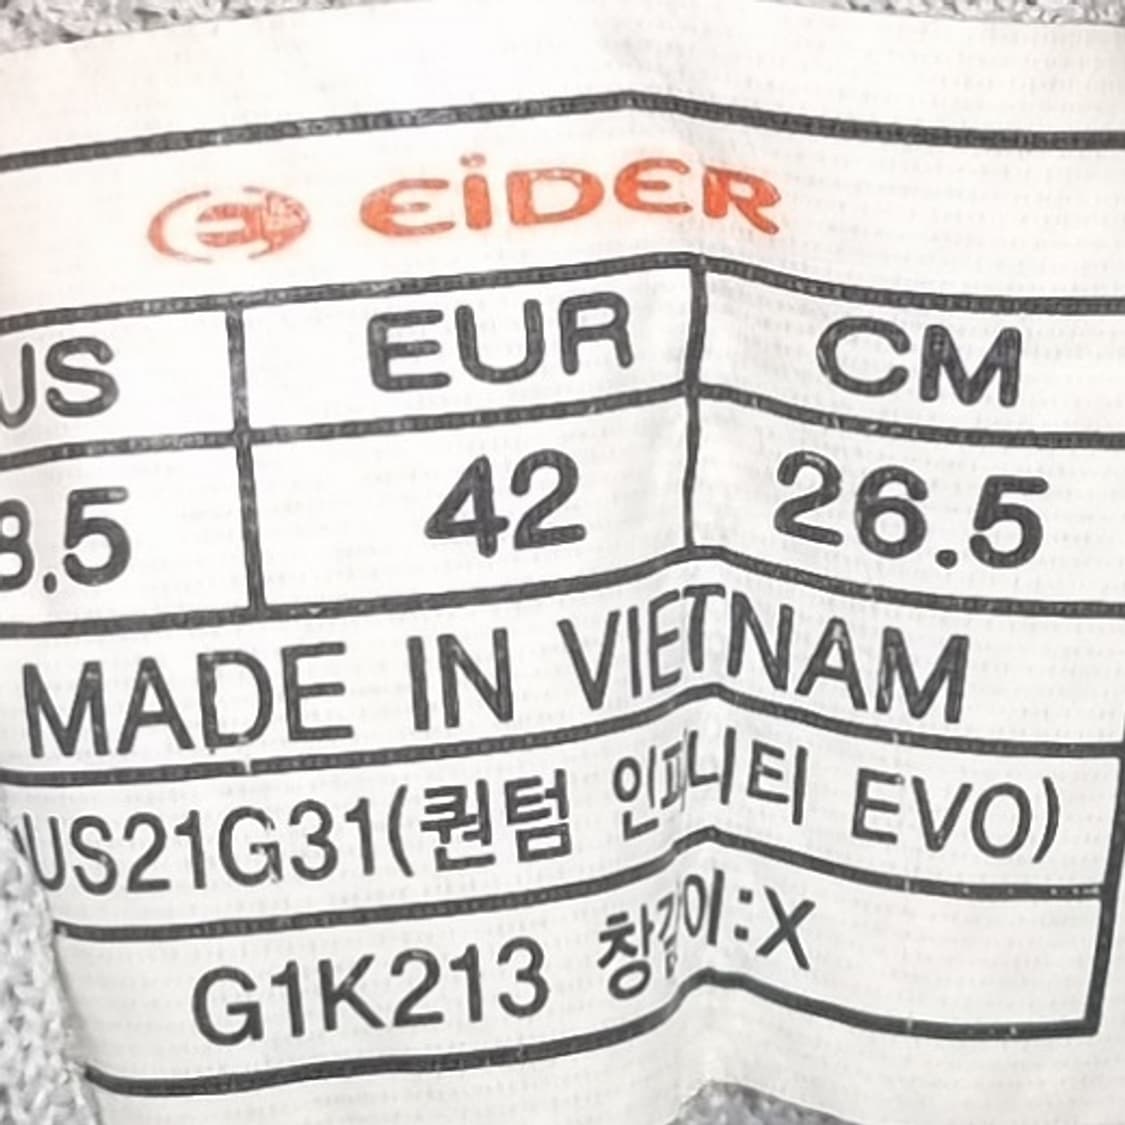 EiDER
US EUR CM
8.5 42 26.5
MADE IN VIETNAM
US21G31(퀀텀 인피니티 EVO)
G1K213 창갈이:X